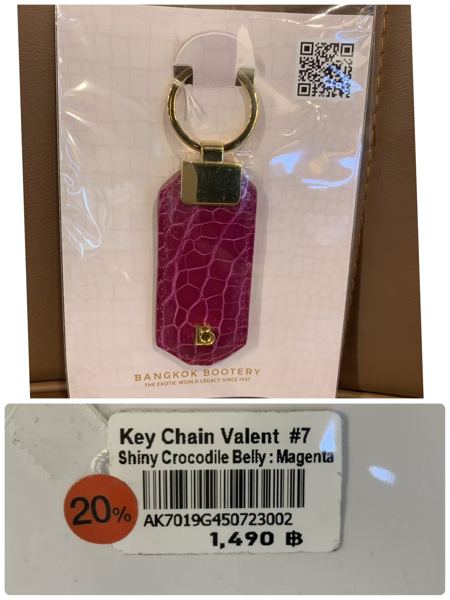 B
BANGKOK BOOTERY
THE EXOTIC WORLD LEGACY SINCE 1937
Key Chain Valent #7
Shiny Crocodile Belly : Magenta
20%
AK7019G450723002
1,490 ฿